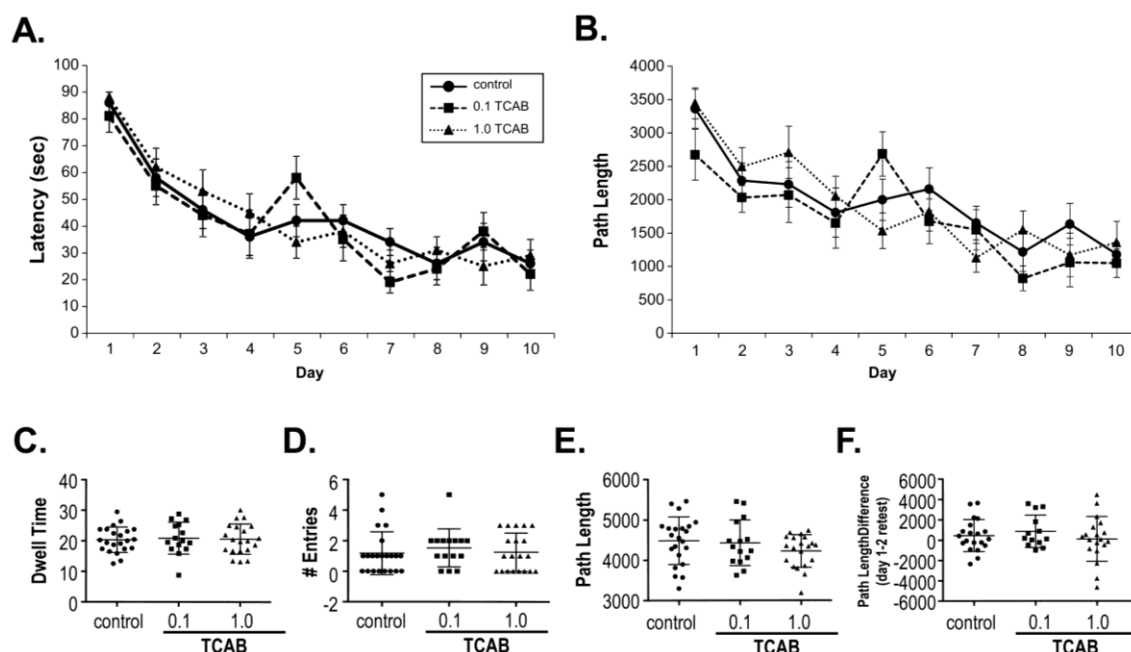 A.
B.
Latency (sec)
100
90
80
70
60
50
40
30
20
10
0
1 2 3 4 5 6 7 8 9 10
Day
control
0.1 TCAB
1.0 TCAB
Path Length
4000
3500
3000
2500
2000
1500
1000
500
0
1 2 3 4 5 6 7 8 9 10
Day
C.
Dwell Time
40
30
20
10
0
control 0.1 1.0
TCAB
D.
# Entries
6
4
2
0
-2
control 0.1 1.0
TCAB
E.
Path Length
6000
5000
4000
3000
control 0.1 1.0
TCAB
F.
Path LengthDifference
(day 1-2 retest)
6000
4000
2000
0
-2000
-4000
-6000
control 0.1 1.0
TCAB